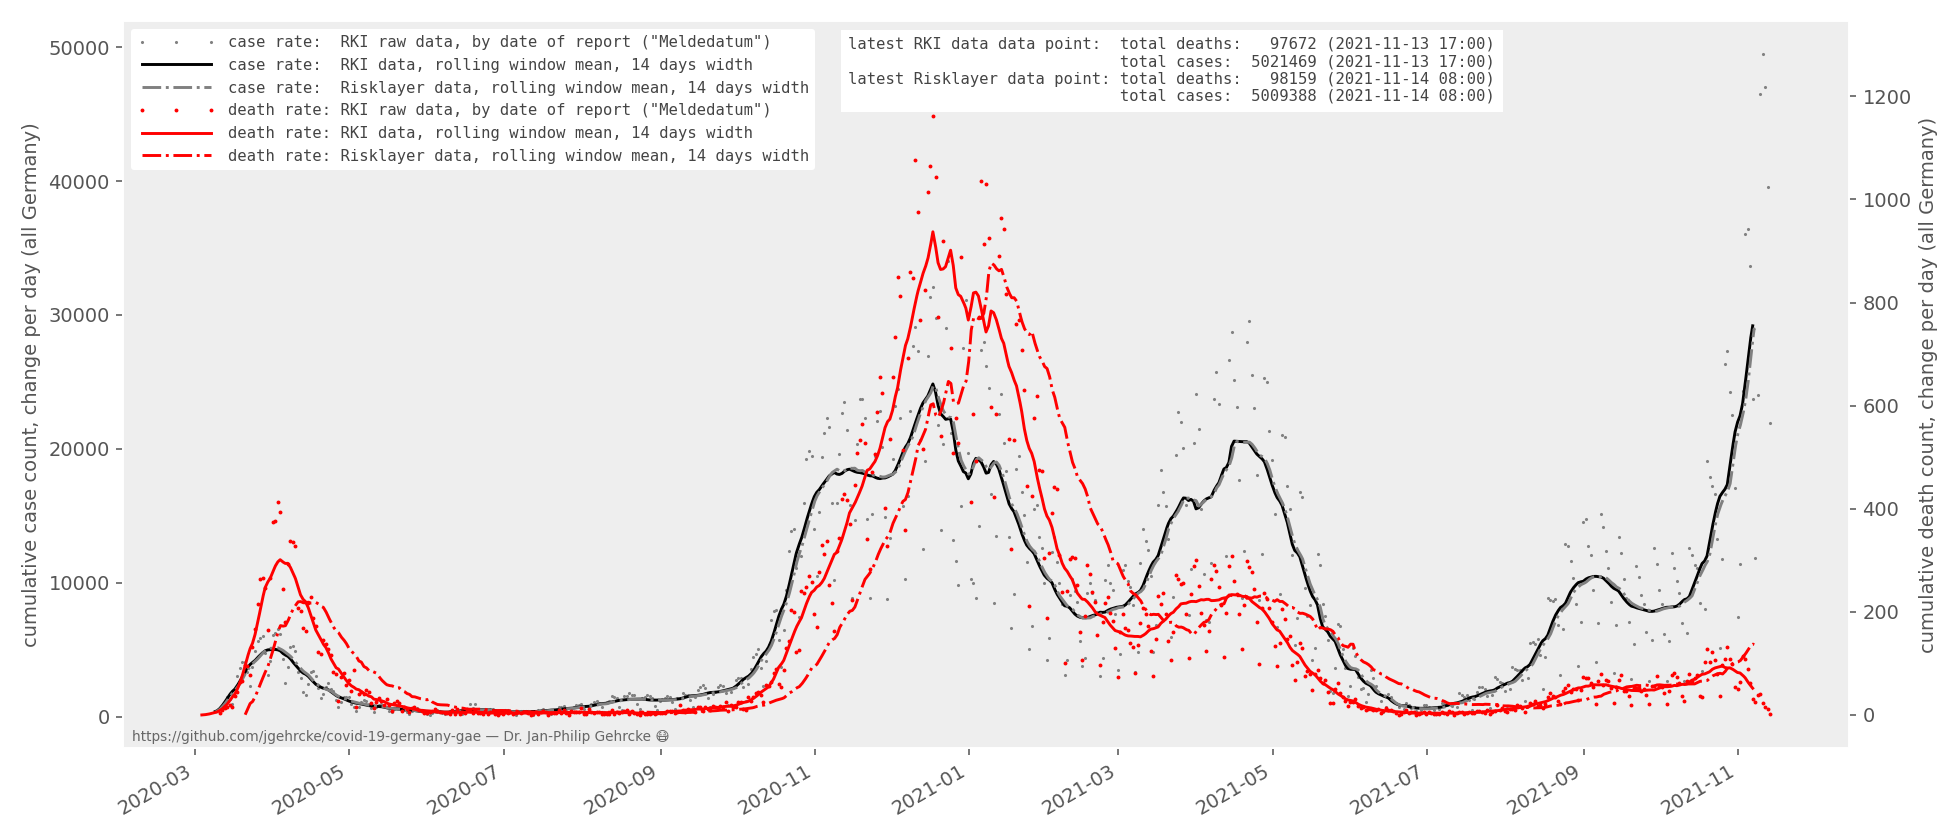 case rate:  RKI raw data, by date of report ("Meldedatum")
case rate:  RKI data, rolling window mean, 14 days width
case rate:  Risklayer data, rolling window mean, 14 days width
death rate: RKI raw data, by date of report ("Meldedatum")
death rate: RKI data, rolling window mean, 14 days width
death rate: Risklayer data, rolling window mean, 14 days width
latest RKI data data point:  total deaths:   97672 (2021-11-13 17:00)
total cases:  5021469 (2021-11-13 17:00)
latest Risklayer data point: total deaths:   98159 (2021-11-14 08:00)
total cases:  5009388 (2021-11-14 08:00)
cumulative case count, change per day (all Germany)
50000
40000
30000
20000
10000
0
cumulative death count, change per day (all Germany)
1200
1000
800
600
400
200
0
https://github.com/jgehrcke/covid-19-germany-gae — Dr. Jan-Philip Gehrcke 😷
2020-03
2020-05
2020-07
2020-09
2020-11
2021-01
2021-03
2021-05
2021-07
2021-09
2021-11